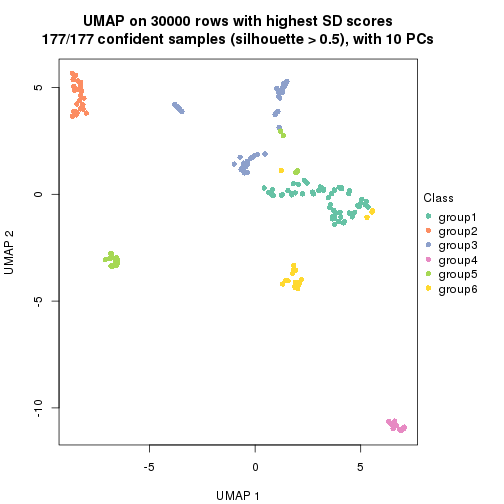 UMAP on 30000 rows with highest SD scores
177/177 confident samples (silhouette > 0.5), with 10 PCs
5
0
-5
-10
UMAP 2
-5
0
5
UMAP 1
Class
group1
group2
group3
group4
group5
group6